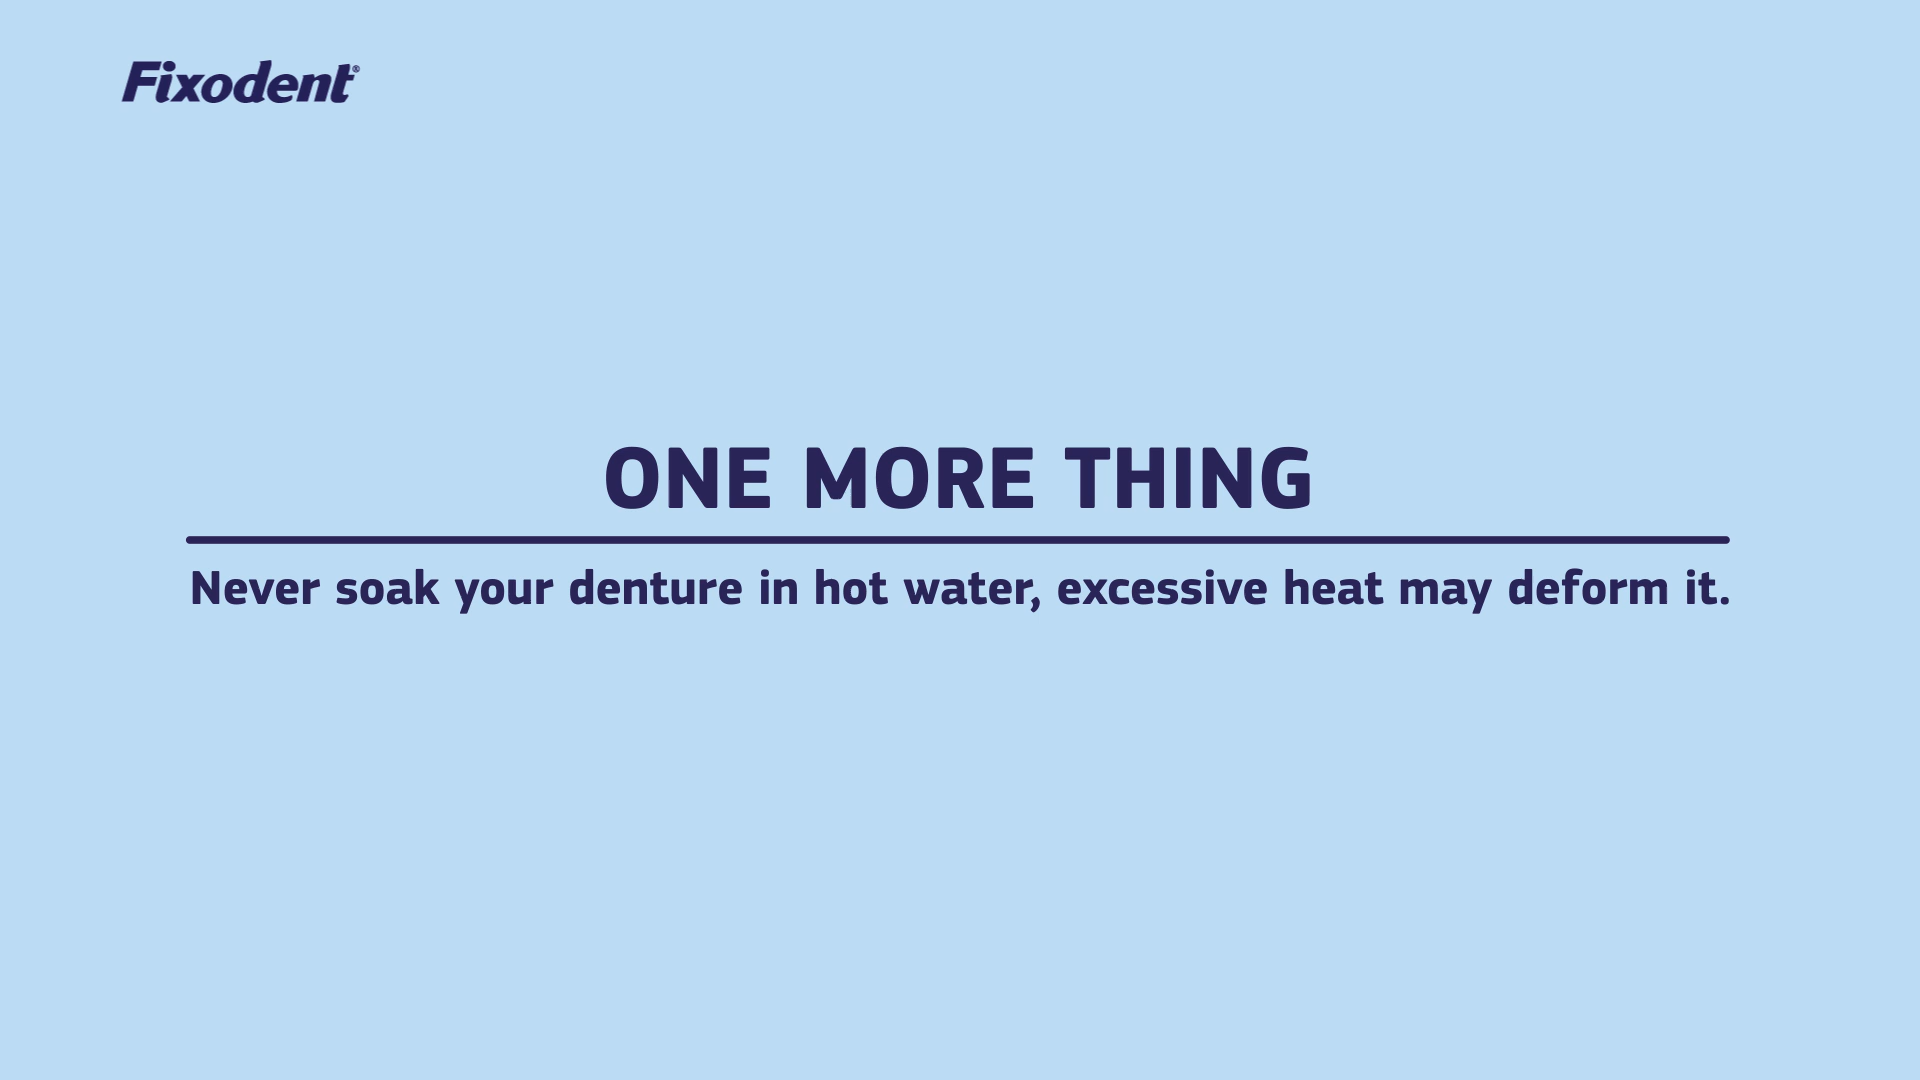 Fixodent®
ONE MORE THING
Never soak your denture in hot water, excessive heat may deform it.